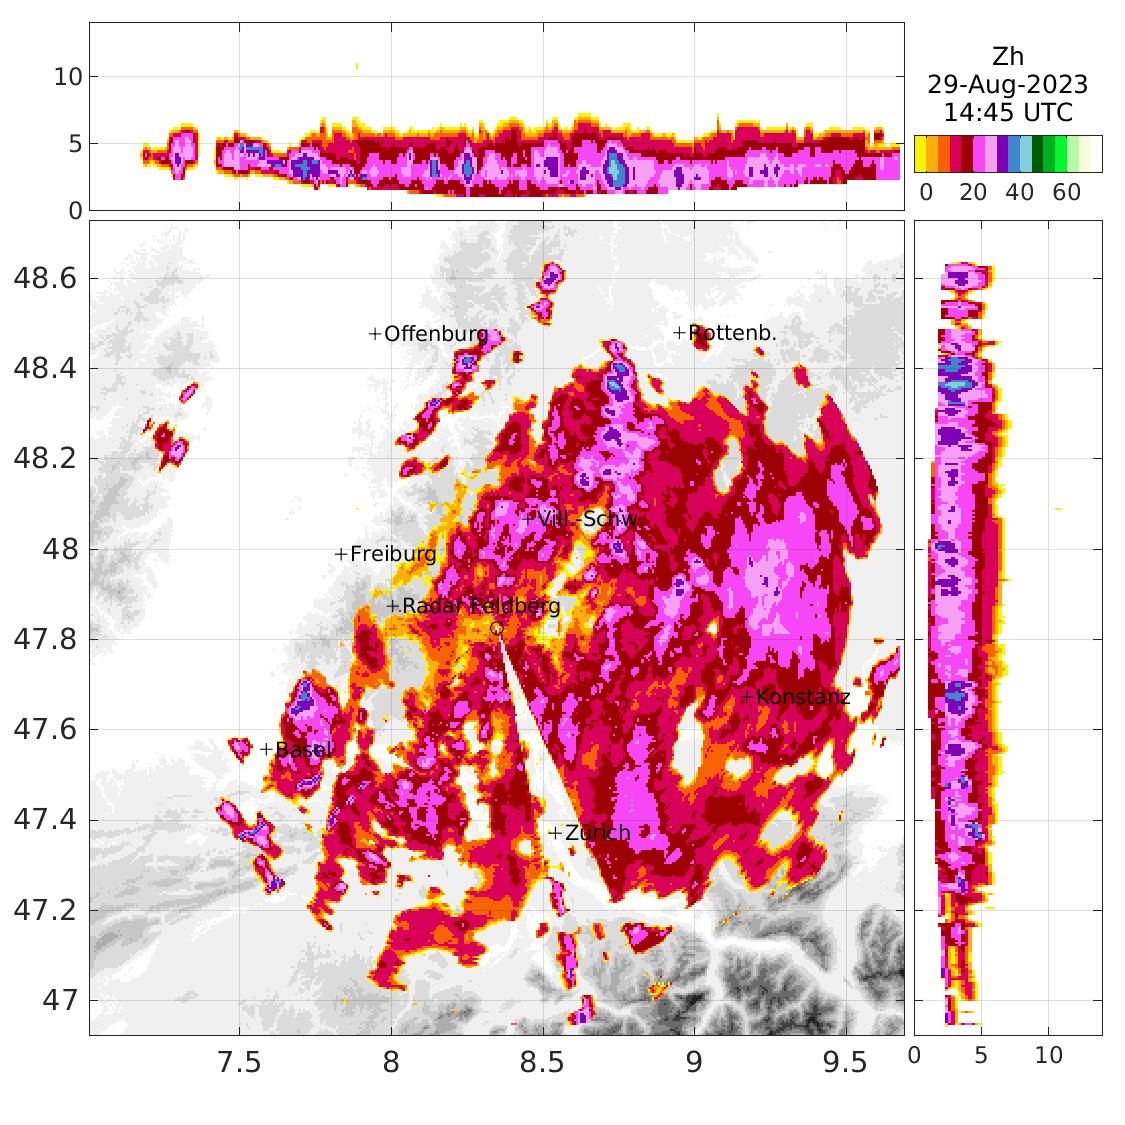 10
5
0
Zh
29-Aug-2023
14:45 UTC
0 20 40 60
48.6
48.4
48.2
48
47.8
47.6
47.4
47.2
47
+Offenburg
+Rottenb.
+Vill.-Schw.
+Freiburg
+Radar Feldberg
+Konstanz
+Basel
+Zürich
7.5 8 8.5 9 9.5
0 5 10